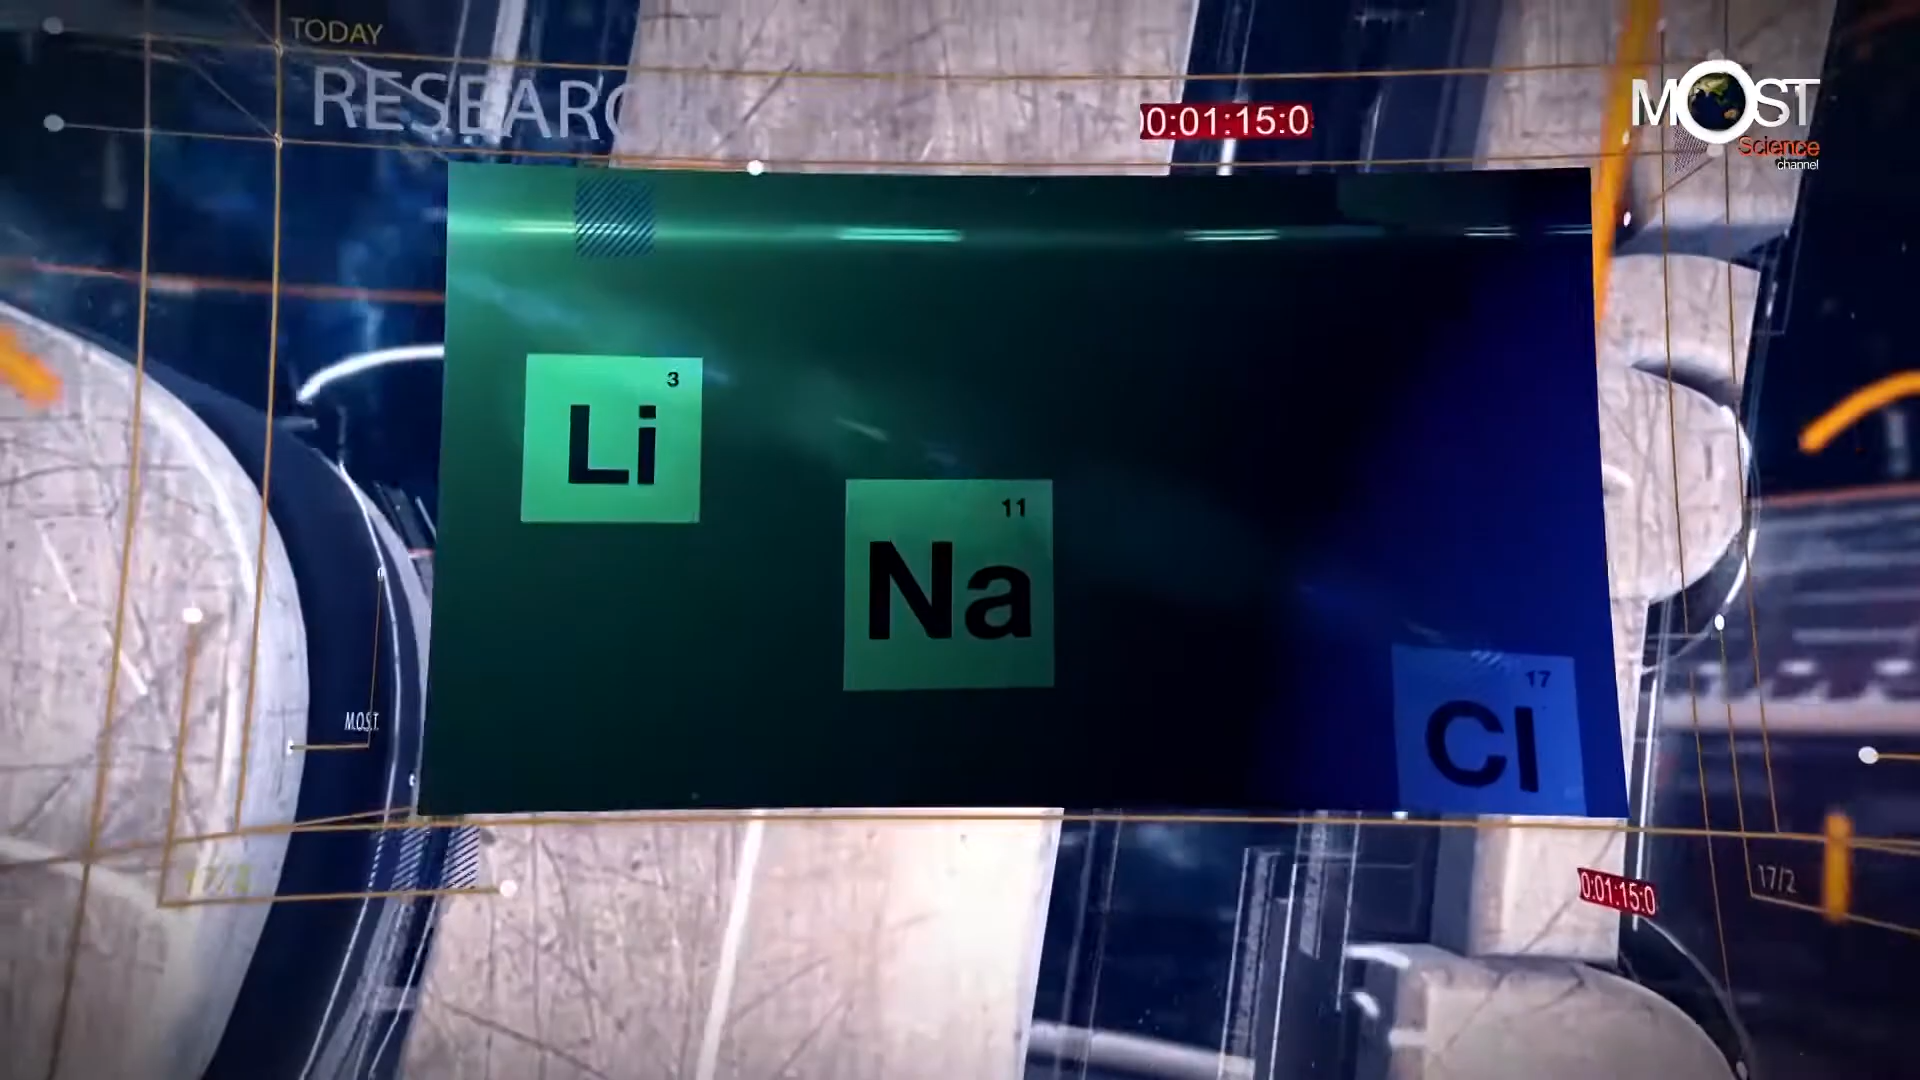 TODAY
RESEARC
0:01:15:0
MOST
Science
channel
3
Li
11
Na
17
Cl
M.O.S.T.
17/2
0:01:15:0